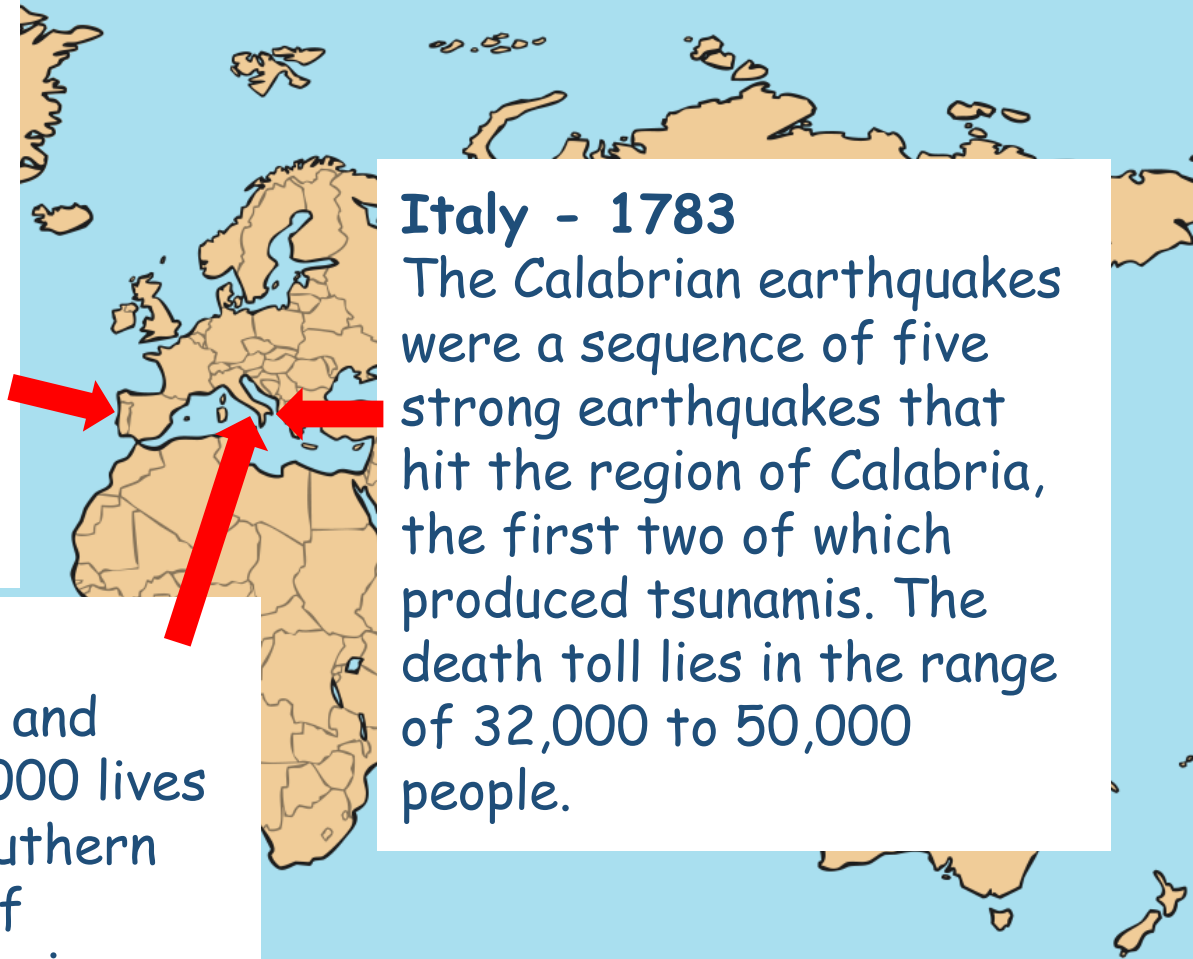 Italy - 1783
The Calabrian earthquakes
were a sequence of five
strong earthquakes that
hit the region of Calabria,
the first two of which
produced tsunamis. The
death toll lies in the range
of 32,000 to 50,000
people.
and
000 lives
uthern
f